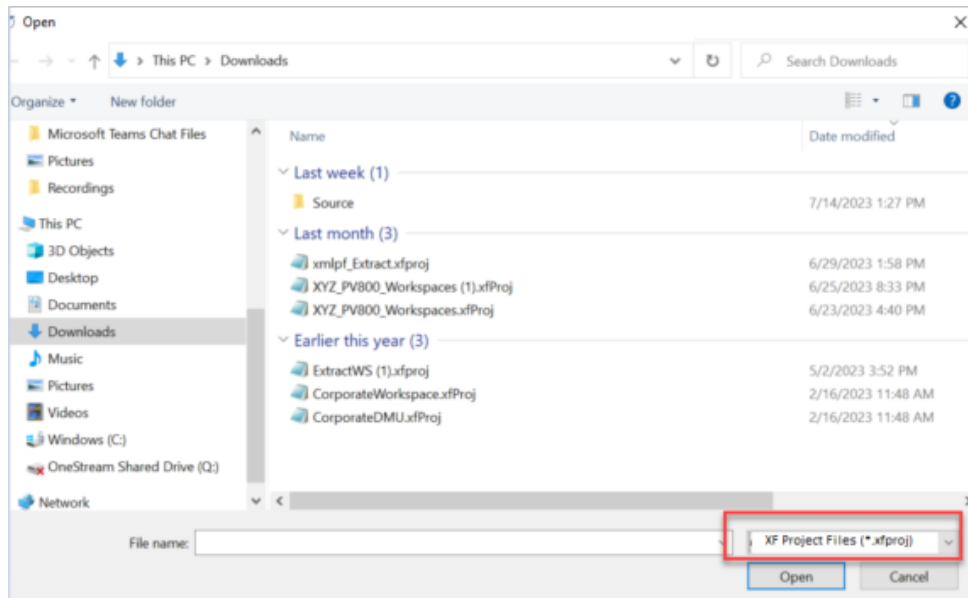 Open
This PC > Downloads
Search Downloads
Organize
New folder
Microsoft Teams Chat Files
Pictures
Recordings
This PC
3D Objects
Desktop
Documents
Downloads
Music
Pictures
Videos
Windows (C:)
OneStream Shared Drive (Q:)
Network
Name Date modified
Last week (1)
Source 7/14/2023 1:27 PM
Last month (3)
xmlpf_Extract.xfproj 6/29/2023 1:58 PM
XYZ_PV800_Workspaces (1).xfProj 6/25/2023 8:33 PM
XYZ_PV800_Workspaces.xfProj 6/23/2023 4:40 PM
Earlier this year (3)
ExtractWS (1).xfproj 5/2/2023 3:52 PM
CorporateWorkspace.xfProj 2/16/2023 11:48 AM
CorporateDMU.xfProj 2/16/2023 11:48 AM
File name:
XF Project Files (*.xfproj)
Open Cancel